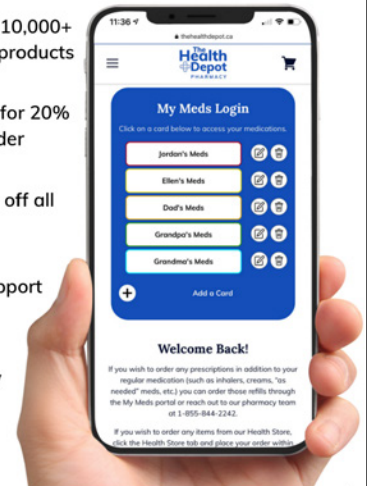 10,000+
products
for 20%
der
off all
pport
11:36
thehealthdepot.ca
The
Health
Depot
PHARMACY
My Meds Login
Click on a card below to access your medications.
Jordan's Meds
Ellen's Meds
Dad's Meds
Grandpa's Meds
Grandma's Meds
Add a Card
Welcome Back!
If you wish to order any prescriptions in addition to your
regular medication (such as inhalers, creams, "as
needed" meds, etc.) you can order those refills through
the My Meds portal or reach out to our pharmacy team
at 1-855-844-2242.
If you wish to order any items from our Health Store,
click the Health Store tab and place your order within